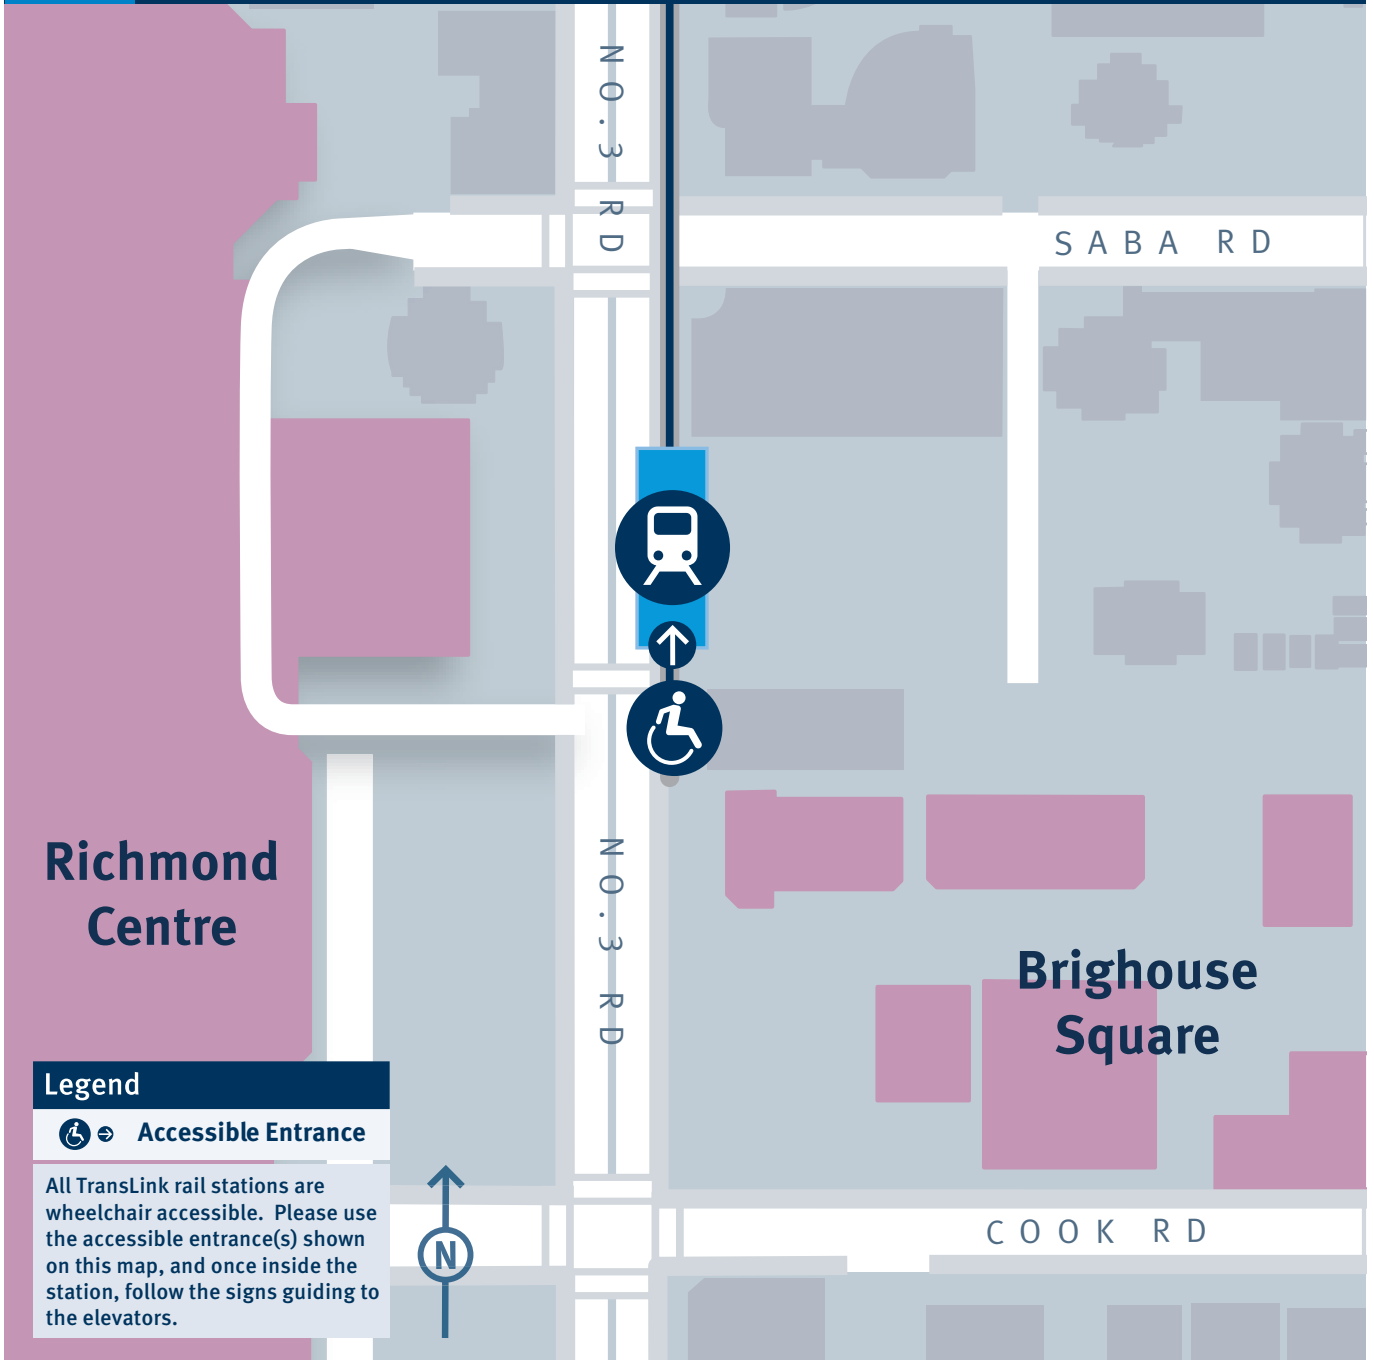 NO.3 RD
SABA RD
Richmond
Centre
NO.3 RD
Brighouse
Square
Legend
Accessible Entrance
All TransLink rail stations are
wheelchair accessible.  Please use
the accessible entrance(s) shown
on this map, and once inside the
station, follow the signs guiding to
the elevators.
N
COOK RD